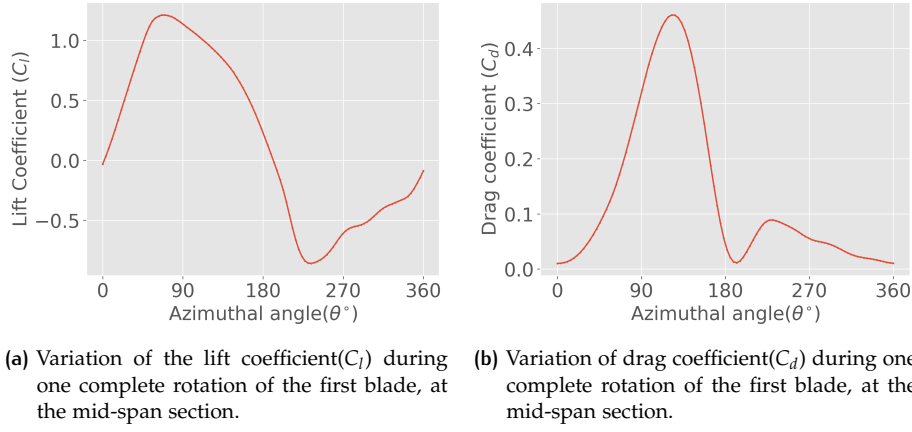 1.0
0.5
0.0
−0.5
Lift Coefficient (Cl)
0 90 180 270 360
Azimuthal angle(θ°)
0.4
0.3
0.2
0.1
0.0
Drag coefficient (Cd)
0 90 180 270 360
Azimuthal angle(θ°)
(a) Variation of the lift coefficient(Cl) during
one complete rotation of the first blade, at
the mid-span section.
(b) Variation of drag coefficient(Cd) during one
complete rotation of the first blade, at the
mid-span section.